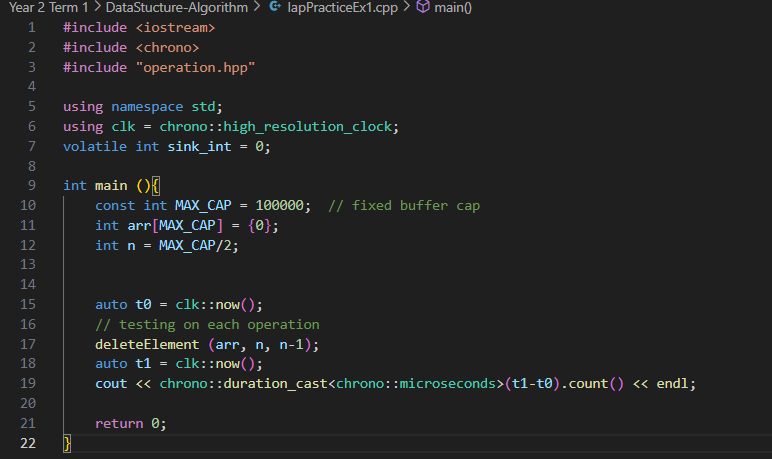 Year 2 Term 1 > DataStucture-Algorithm > lapPracticeEx1.cpp > main()
1 #include <iostream>
2 #include <chrono>
3 #include "operation.hpp"
4
5 using namespace std;
6 using clk = chrono::high_resolution_clock;
7 volatile int sink_int = 0;
8
9 int main (){
10     const int MAX_CAP = 100000;  // fixed buffer cap
11     int arr[MAX_CAP] = {0};
12     int n = MAX_CAP/2;
13
14
15     auto t0 = clk::now();
16     // testing on each operation
17     deleteElement (arr, n, n-1);
18     auto t1 = clk::now();
19     cout << chrono::duration_cast<chrono::microseconds>(t1-t0).count() << endl;
20
21     return 0;
22 }